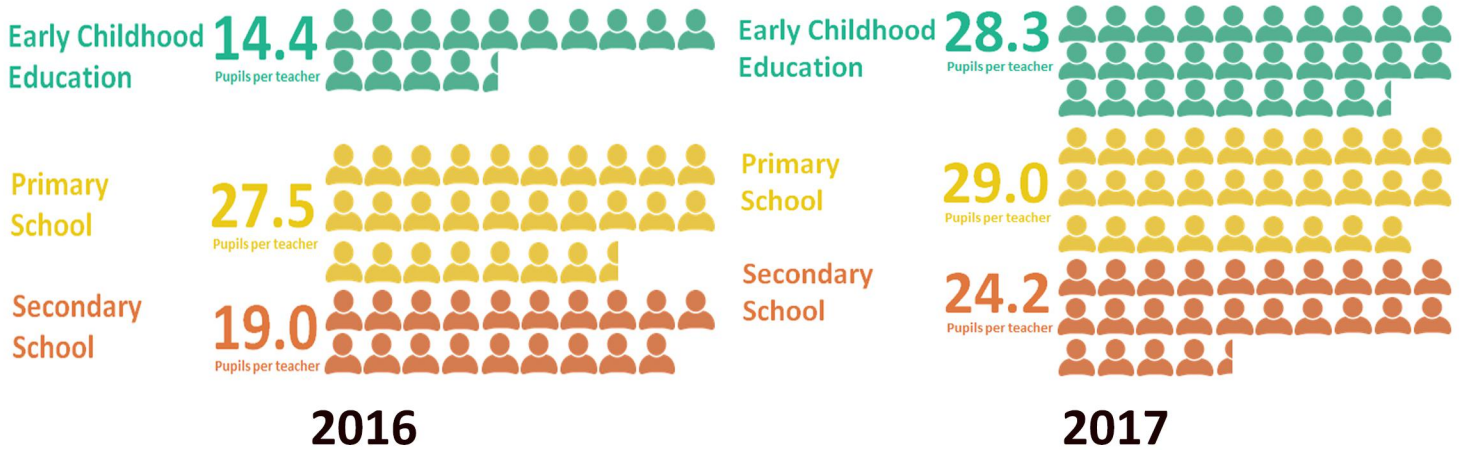 Early Childhood
Education
14.4
Pupils per teacher
Primary
School
27.5
Pupils per teacher
Secondary
School
19.0
Pupils per teacher
2016
Early Childhood
Education
28.3
Pupils per teacher
Primary
School
29.0
Pupils per teacher
Secondary
School
24.2
Pupils per teacher
2017